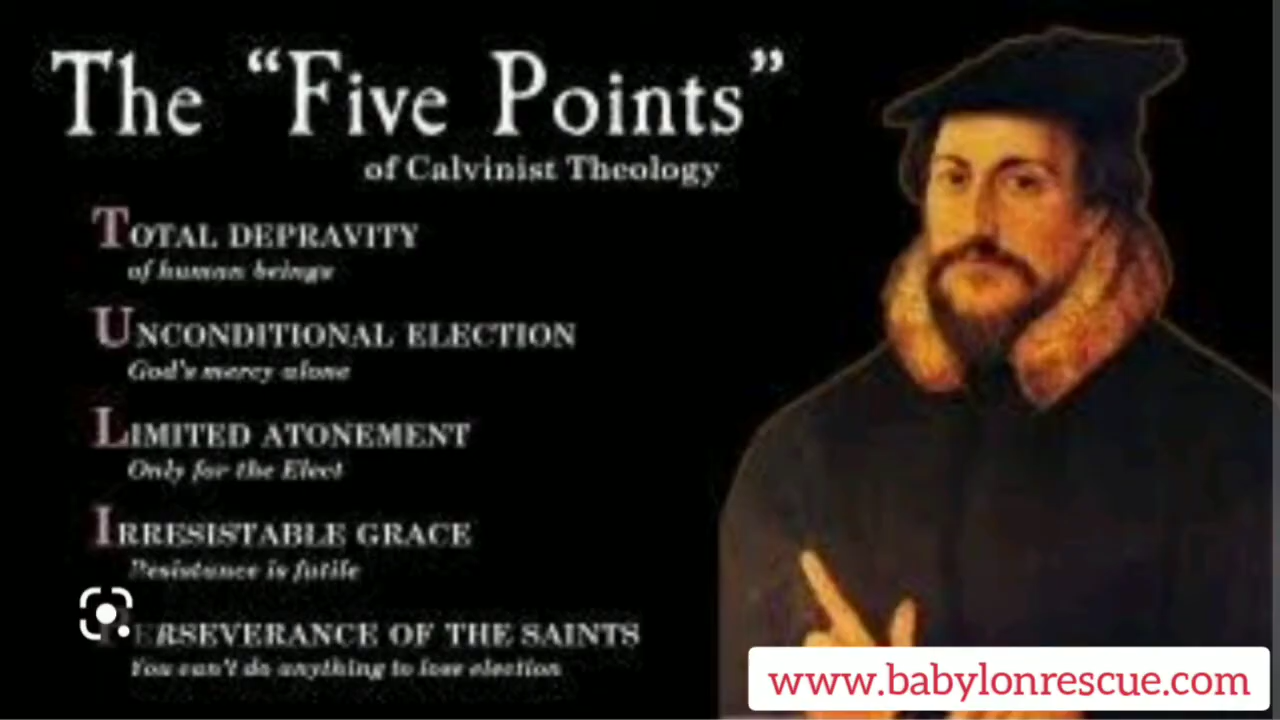 The “Five Points”
of Calvinist Theology
TOTAL DEPRAVITY
of human beings
UNCONDITIONAL ELECTION
God's mercy alone
LIMITED ATONEMENT
Only for the Elect
IRRESISTABLE GRACE
Resistance is futile
PERSEVERANCE OF THE SAINTS
You can't do anything to lose election
www.babylonrescue.com